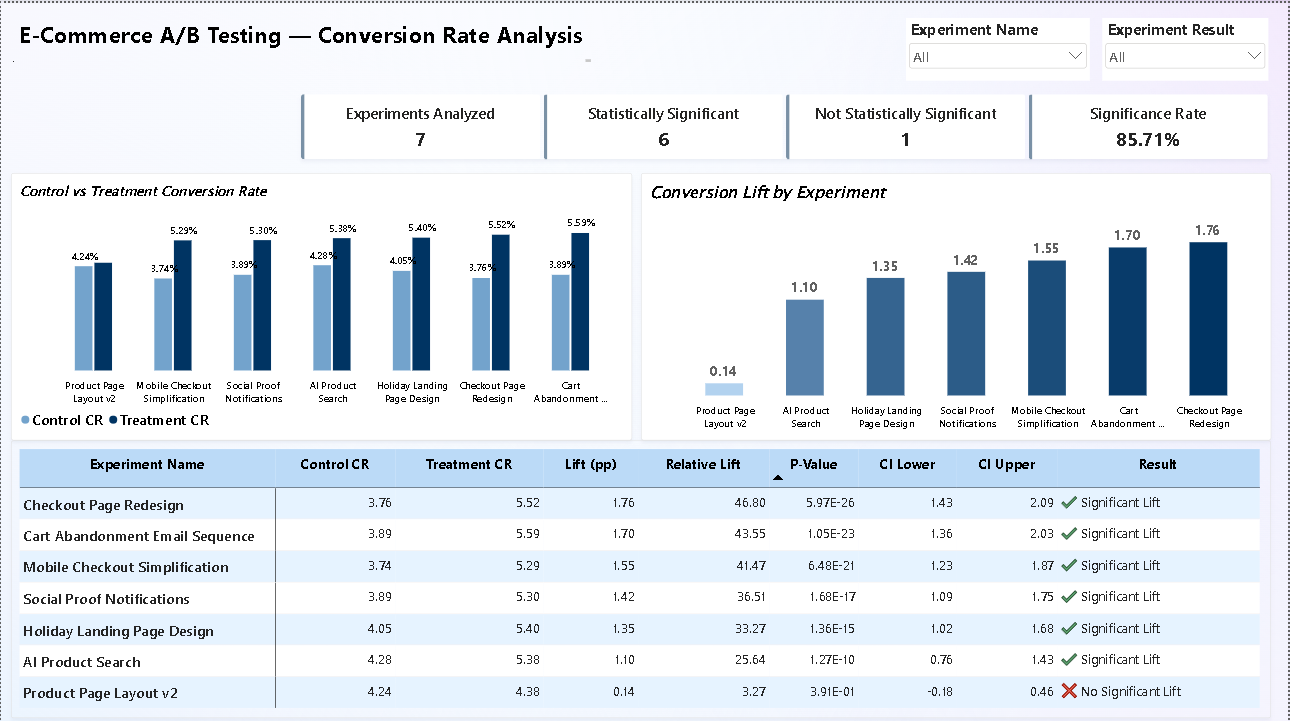 E-Commerce A/B Testing — Conversion Rate Analysis
Experiment Name
All
Experiment Result
All
Experiments Analyzed
7
Statistically Significant
6
Not Statistically Significant
1
Significance Rate
85.71%
Control vs Treatment Conversion Rate
4.24%
3.74%
5.29%
3.89%
5.30%
4.28%
5.38%
4.05%
5.40%
3.76%
5.52%
3.89%
5.59%
Product Page
Layout v2
Mobile Checkout
Simplification
Social Proof
Notifications
AI Product
Search
Holiday Landing
Page Design
Checkout Page
Redesign
Cart
Abandonment ...
Control CR Treatment CR
Conversion Lift by Experiment
0.14
1.10
1.35
1.42
1.55
1.70
1.76
Product Page
Layout v2
AI Product
Search
Holiday Landing
Page Design
Social Proof
Notifications
Mobile Checkout
Simplification
Cart
Abandonment ...
Checkout Page
Redesign
Experiment Name Control CR Treatment CR Lift (pp) Relative Lift P-Value CI Lower CI Upper Result
Checkout Page Redesign 3.76 5.52 1.76 46.80 5.97E-26 1.43 2.09 ✔ Significant Lift
Cart Abandonment Email Sequence 3.89 5.59 1.70 43.55 1.05E-23 1.36 2.03 ✔ Significant Lift
Mobile Checkout Simplification 3.74 5.29 1.55 41.47 6.48E-21 1.23 1.87 ✔ Significant Lift
Social Proof Notifications 3.89 5.30 1.42 36.51 1.68E-17 1.09 1.75 ✔ Significant Lift
Holiday Landing Page Design 4.05 5.40 1.35 33.27 1.36E-15 1.02 1.68 ✔ Significant Lift
AI Product Search 4.28 5.38 1.10 25.64 1.27E-10 0.76 1.43 ✔ Significant Lift
Product Page Layout v2 4.24 4.38 0.14 3.27 3.91E-01 -0.18 0.46 ❌ No Significant Lift